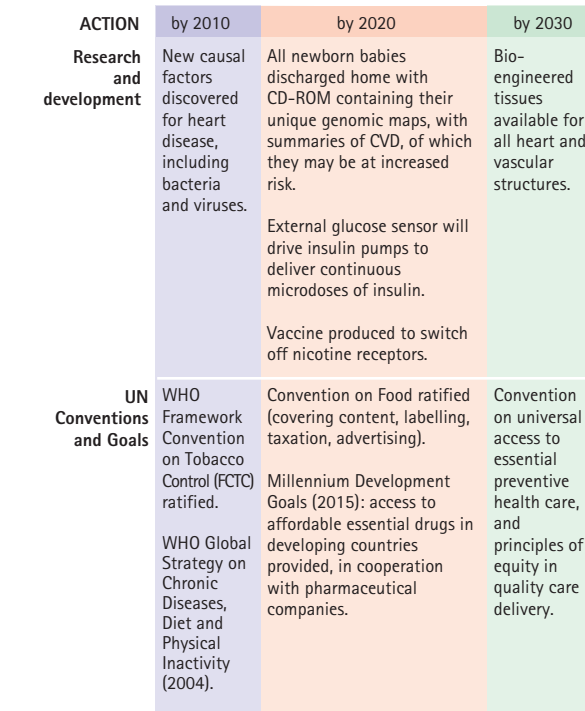 ACTION
by 2010
by 2020
by 2030
Research
and
development
New causal
factors
discovered
for heart
disease,
including
bacteria
and viruses.
All newborn babies
discharged home with
CD-ROM containing their
unique genomic maps, with
summaries of CVD, of which
they may be at increased
risk.
External glucose sensor will
drive insulin pumps to
deliver continuous
microdoses of insulin.
Vaccine produced to switch
off nicotine receptors.
Bio-
engineered
tissues
available for
all heart and
vascular
structures.
UN
Conventions
and Goals
WHO
Framework
Convention
on Tobacco
Control (FCTC)
ratified.
WHO Global
Strategy on
Chronic
Diseases,
Diet and
Physical
Inactivity
(2004).
Convention on Food ratified
(covering content, labelling,
taxation, advertising).
Millennium Development
Goals (2015): access to
affordable essential drugs in
developing countries
provided, in cooperation
with pharmaceutical
companies.
Convention
on universal
access to
essential
preventive
health care,
and
principles of
equity in
quality care
delivery.